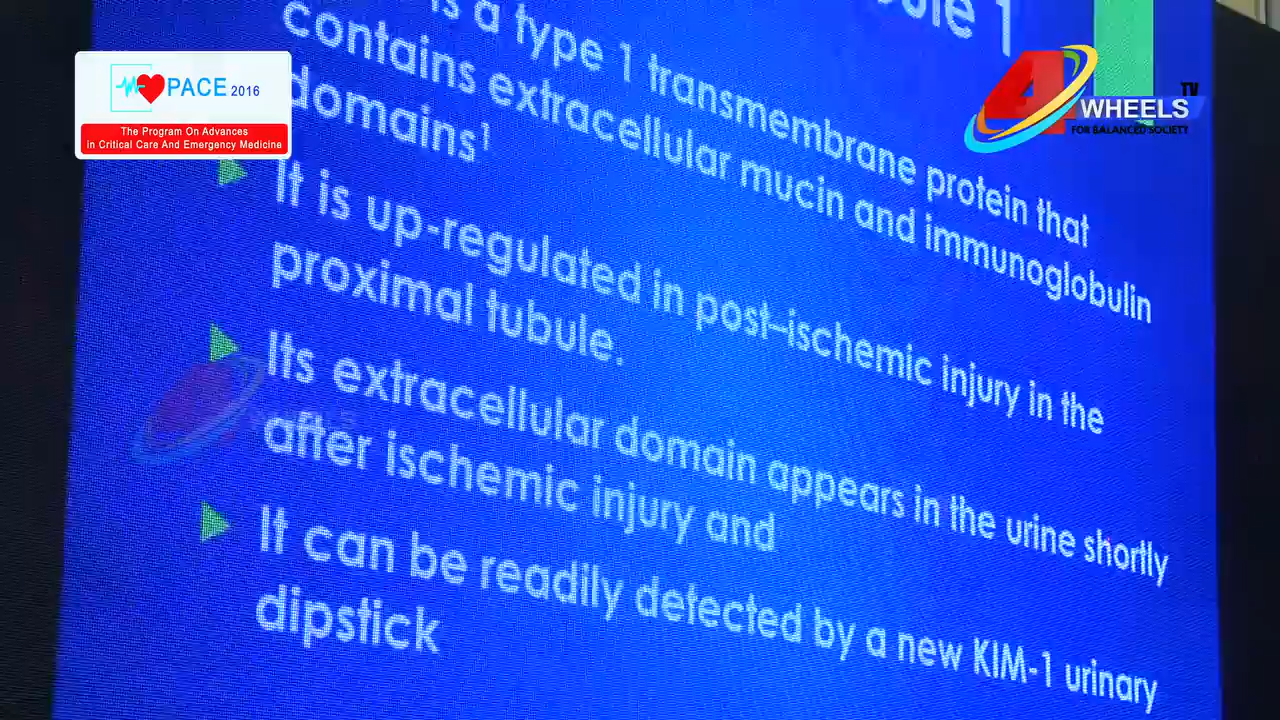 PACE 2016
The Program On Advances
in Critical Care And Emergency Medicine
4 WHEELS TV
FOR BALANCED SOCIETY
1
is a type 1 transmembrane protein that
contains extracellular mucin and immunoglobulin
domains¹
It is up-regulated in post–ischemic injury in the
proximal tubule.
Its extracellular domain appears in the urine shortly
after ischemic injury and
It can be readily detected by a new KIM-1 urinary
dipstick